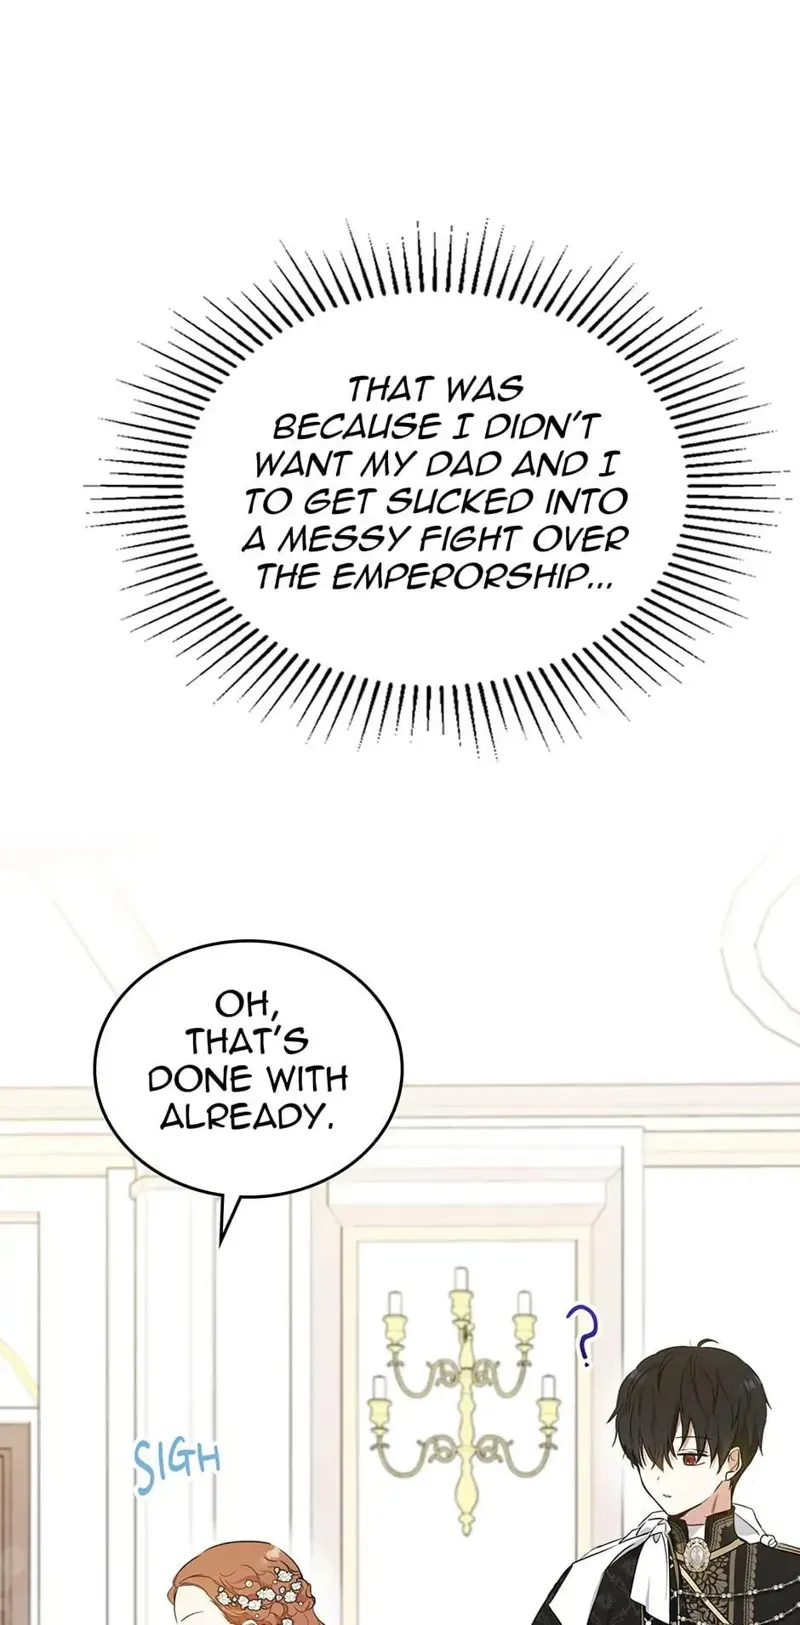 THAT WAS
BECAUSE I DIDN'T
WANT MY DAD AND I
TO GET SUCKED INTO
A MESSY FIGHT OVER
THE EMPERORSHIP...
OH,
THAT'S
DONE WITH
ALREADY.
?
SIGH